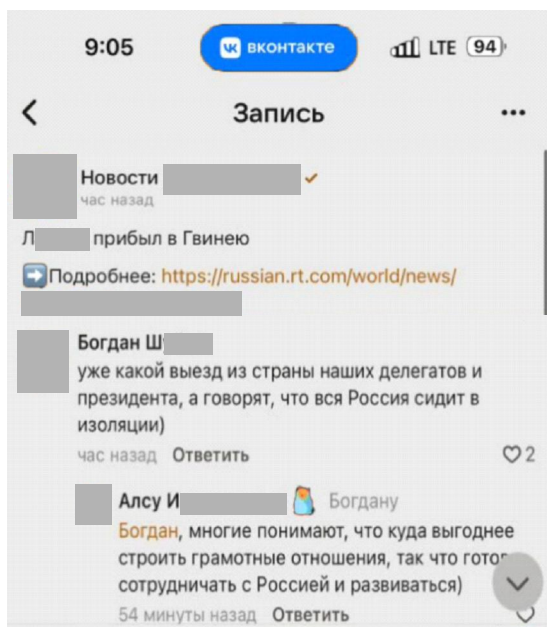 9:05
вконтакте
LTE 94
Запись
Новости
час назад
Л прибыл в Гвинею
Подробнее: https://russian.rt.com/world/news/
Богдан Ш
уже какой выезд из страны наших делегатов и
президента, а говорят, что вся Россия сидит в
изоляции)
час назад Ответить 2
Алсу И Богдану
Богдан, многие понимают, что куда выгоднее
строить грамотные отношения, так что
сотрудничать с Россией и развиваться)
54 минуты назад Ответить